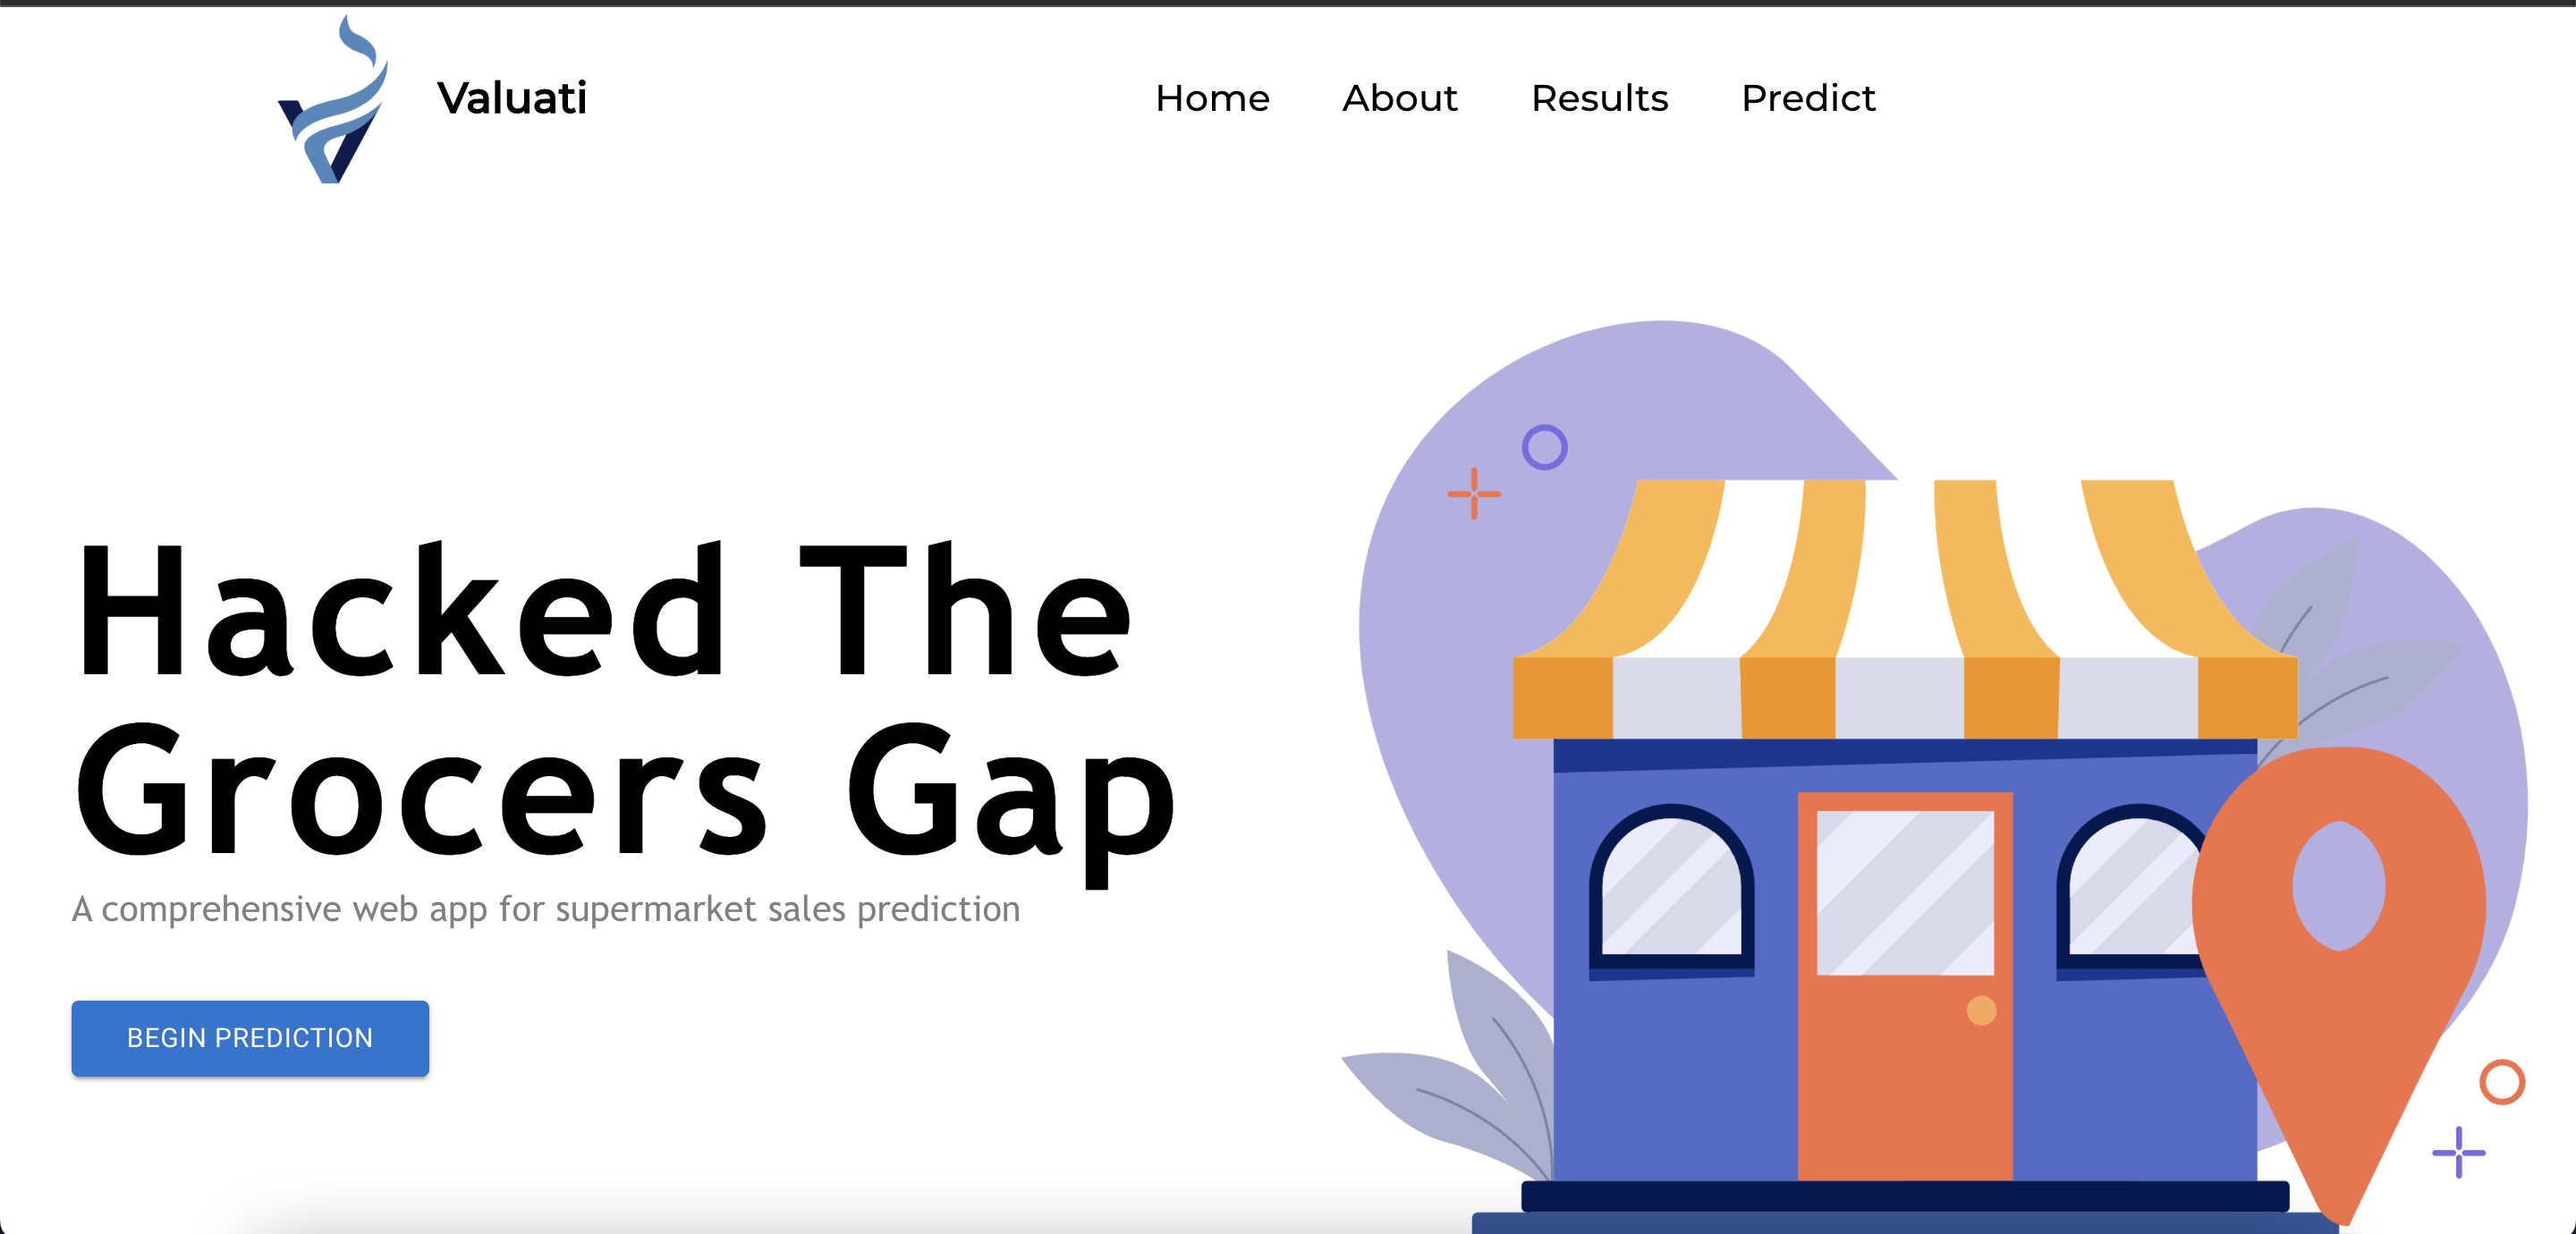 Valuati
Home About Results Predict
Hacked The
Grocers Gap
A comprehensive web app for supermarket sales prediction
BEGIN PREDICTION